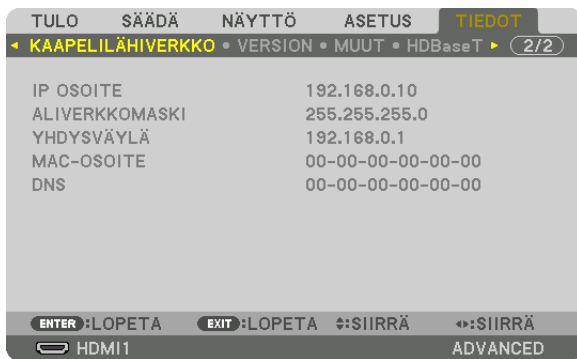 TULO SÄÄDÄ NÄYTTÖ ASETUS TIEDOT
KAAPELILÄHIVERKKO • VERSION • MUUT • HDBaseT 2/2
IP OSOITE 192.168.0.10
ALIVERKKOMASKI 255.255.255.0
YHDYSVÄYLÄ 192.168.0.1
MAC-OSOITE 00-00-00-00-00-00
DNS 00-00-00-00-00-00
ENTER :LOPETA EXIT :LOPETA :SIIRRÄ :SIIRRÄ
HDMI1 ADVANCED